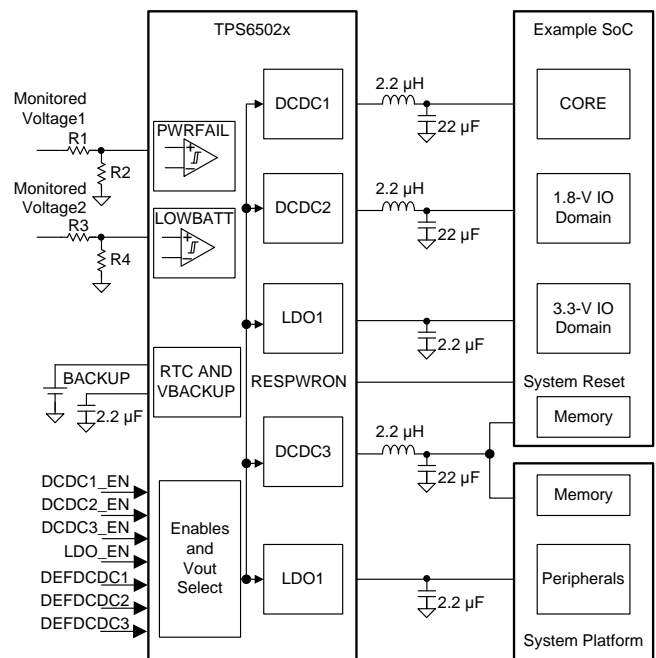 TPS6502x
Example SoC
Monitored
Voltage1
R1
R2
PWRFAIL
+
–
DCDC1
2.2 µH
22 µF
CORE
Monitored
Voltage2
R3
R4
LOWBATT
+
–
DCDC2
2.2 µH
22 µF
1.8-V IO
Domain
LDO1
2.2 µF
3.3-V IO
Domain
BACKUP
2.2 µF
RTC AND
VBACKUP
RESPWRON
System Reset
DCDC3
2.2 µH
22 µF
Memory
Memory
DCDC1_EN
DCDC2_EN
DCDC3_EN
LDO_EN
DEFDCDC1
DEFDCDC2
DEFDCDC3
Enables
and
Vout
Select
LDO1
2.2 µF
Peripherals
System Platform